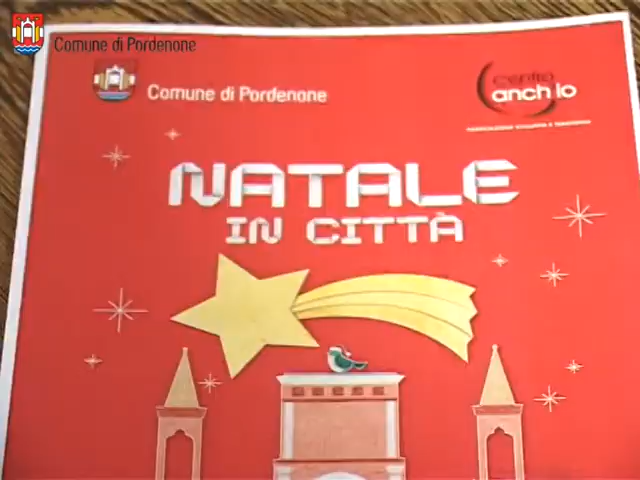 Comune di Pordenone
Comune di Pordenone
Centro
anch io
NATALE
IN CITTÀ